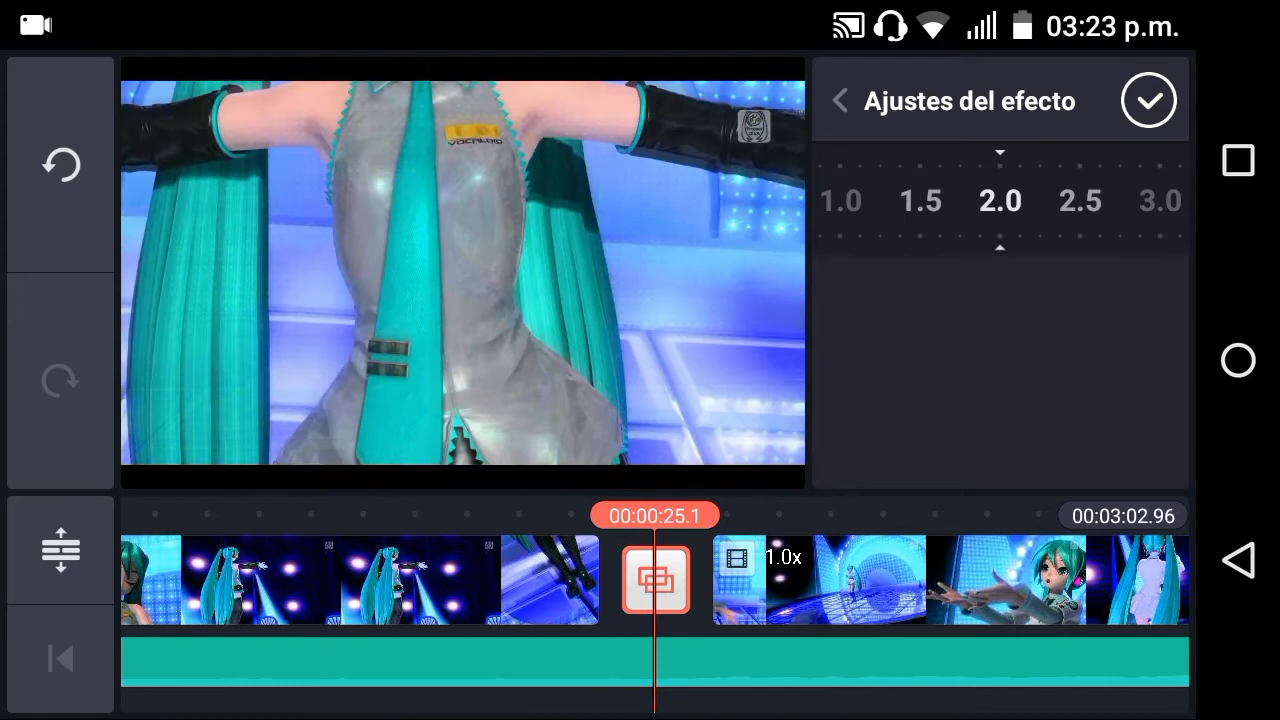 03:23 p.m.
Ajustes del efecto
1.0 1.5 2.0 2.5 3.0
VOCALOID
00:00:25.1
00:03:02.96
1.0x